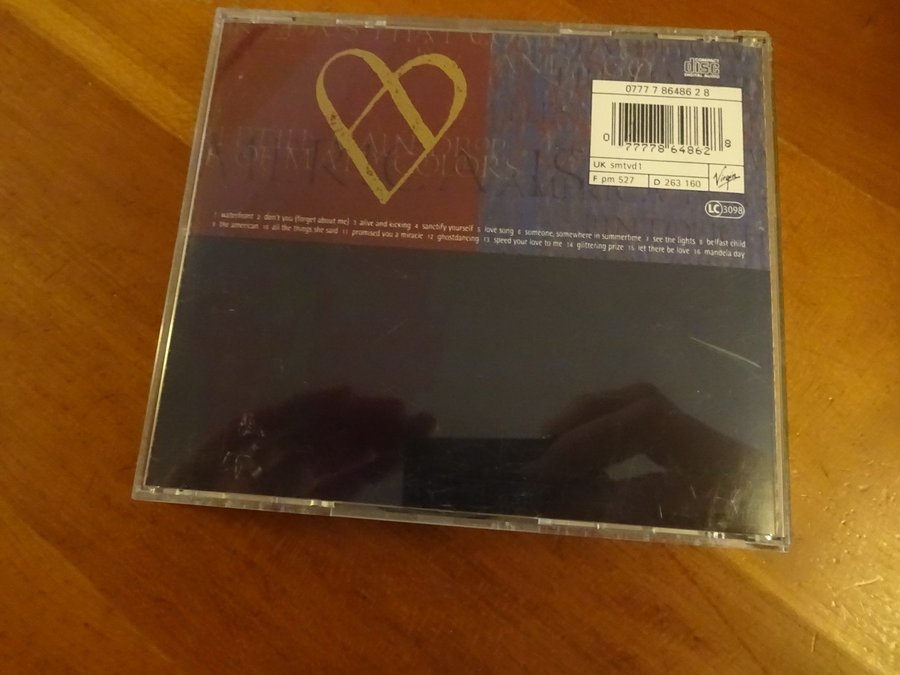 COMPACT
disc
DIGITAL AUDIO
AND GO
0777 7 86486 2 8
0 77778 64862 8
UK smtvd1
F pm 527
D 263 160
Virgin
LC 3098
1 waterfront 2 don't you (forget about me) 3 alive and kicking 4 sanctify yourself 5 love song 6 someone, somewhere in summertime 7 see the lights 8 belfast child
9 the american 10 all the things she said 11 promised you a miracle 12 ghostdancing 13 speed your love to me 14 glittering prize 15 let there be love 16 mandela day